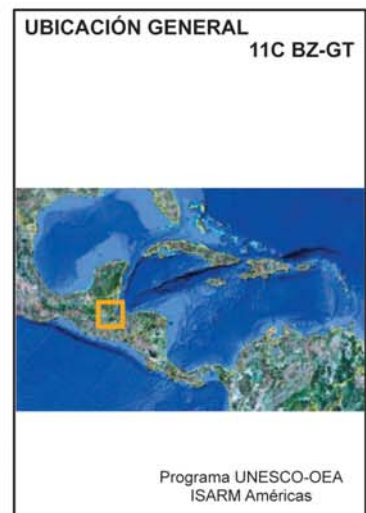 UBICACIÓN GENERAL
11C BZ-GT
Programa UNESCO-OEA
ISARM Américas